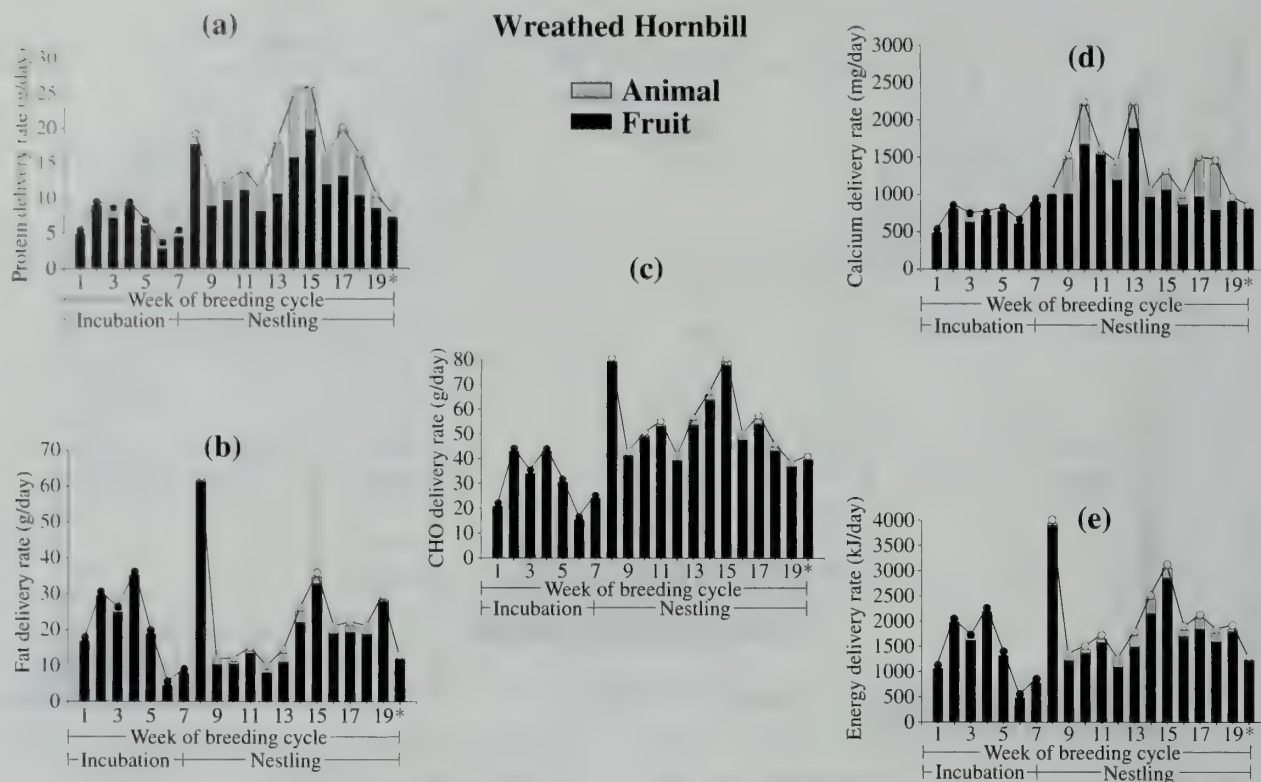 Wreathed Hornbill
Animal
Fruit
(a)
Protein delivery rate (g/day)
30
25
20
15
10
5
0
1 3 5 7 9 11 13 15 17 19*
Week of breeding cycle
Incubation Nestling
(b)
Fat delivery rate (g/day)
70
60
50
40
30
20
10
0
1 3 5 7 9 11 13 15 17 19*
Week of breeding cycle
Incubation Nestling
(c)
CHO delivery rate (g/day)
80
70
60
50
40
30
20
10
0
1 3 5 7 9 11 13 15 17 19*
Week of breeding cycle
Incubation Nestling
(d)
Calcium delivery rate (mg/day)
3000
2500
2000
1500
1000
500
0
1 3 5 7 9 11 13 15 17 19*
Week of breeding cycle
Incubation Nestling
(e)
Energy delivery rate (kJ/day)
4000
3500
3000
2500
2000
1500
1000
500
0
1 3 5 7 9 11 13 15 17 19*
Week of breeding cycle
Incubation Nestling